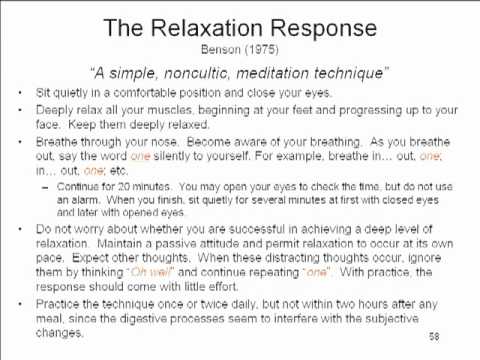 The Relaxation Response
Benson (1975)
“A simple, noncultic, meditation technique”
• Sit quietly in a comfortable position and close your eyes.
• Deeply relax all your muscles, beginning at your feet and progressing up to your
face. Keep them deeply relaxed.
• Breathe through your nose. Become aware of your breathing. As you breathe
out, say the word one silently to yourself. For example, breathe in… out, one;
in… out, one; etc.
– Continue for 20 minutes. You may open your eyes to check the time, but do not use
an alarm. When you finish, sit quietly for several minutes at first with closed eyes
and later with opened eyes.
• Do not worry about whether you are successful in achieving a deep level of
relaxation. Maintain a passive attitude and permit relaxation to occur at its own
pace. Expect other thoughts. When these distracting thoughts occur, ignore
them by thinking “Oh well” and continue repeating “one”. With practice, the
response should come with little effort.
• Practice the technique once or twice daily, but not within two hours after any
meal, since the digestive processes seem to interfere with the subjective
changes.
58